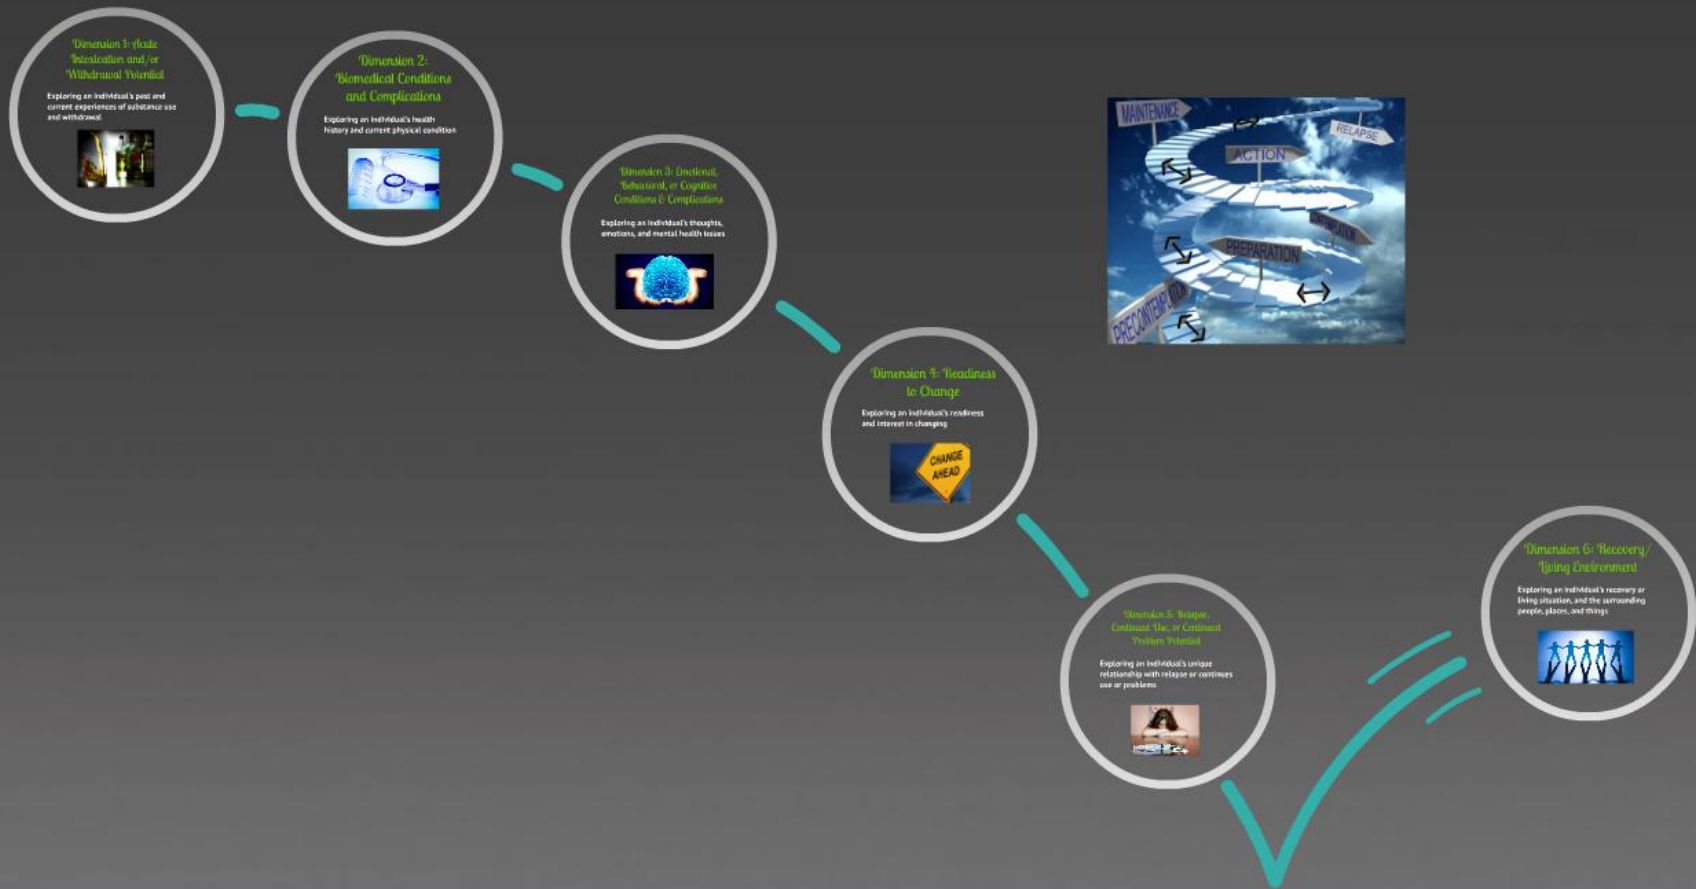 Dimension 1: Acute
Intoxication and/or
Withdrawal Potential
Exploring an individual's past and
current experiences of substance use
and withdrawal
Dimension 2:
Biomedical Conditions
and Complications
Exploring an individual's health
history and current physical condition
Dimension 3: Emotional,
Behavioral, or Cognitive
Conditions & Complications
Exploring an individual's thoughts,
emotions, and mental health issues
Dimension 4: Readiness
to Change
Exploring an individual's readiness
and interest in changing
CHANGE
AHEAD
Dimension 5: Relapse,
Continued Use, or Continued
Problem Potential
Exploring an individual's unique
relationship with relapse or continues
use or problems
Dimension 6: Recovery/
Living Environment
Exploring an individual's recovery or
living situation, and the surrounding
people, places, and things
MAINTENANCE
RELAPSE
ACTION
CONTEMPLATION
PREPARATION
PRECONTEMPLATION